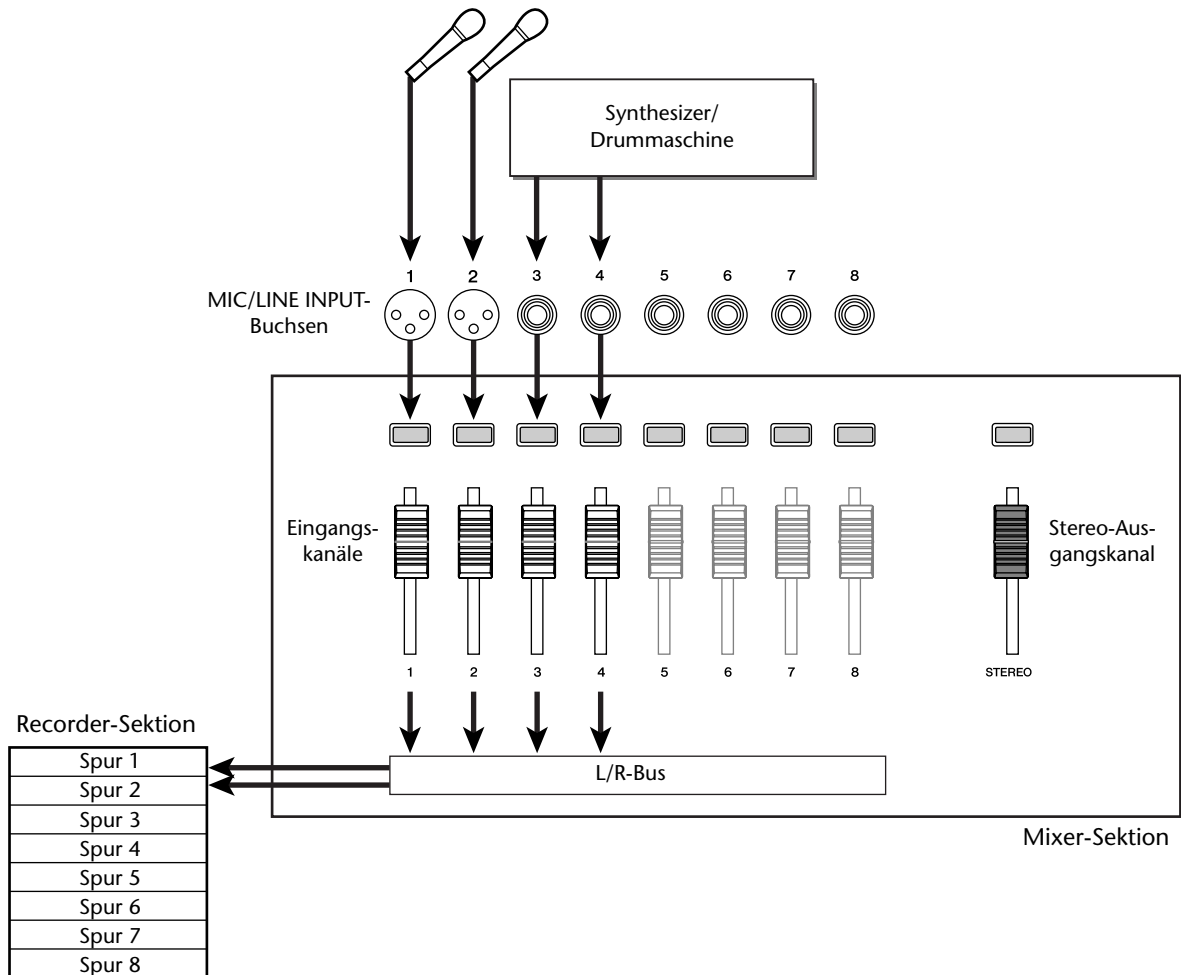 Synthesizer/
Drummaschine
1 2 3 4 5 6 7 8
MIC/LINE INPUT-
Buchsen
Eingangs-
kanäle
Stereo-Aus-
gangskanal
1 2 3 4 5 6 7 8 STEREO
Recorder-Sektion
Spur 1
Spur 2
Spur 3
Spur 4
Spur 5
Spur 6
Spur 7
Spur 8
L/R-Bus
Mixer-Sektion